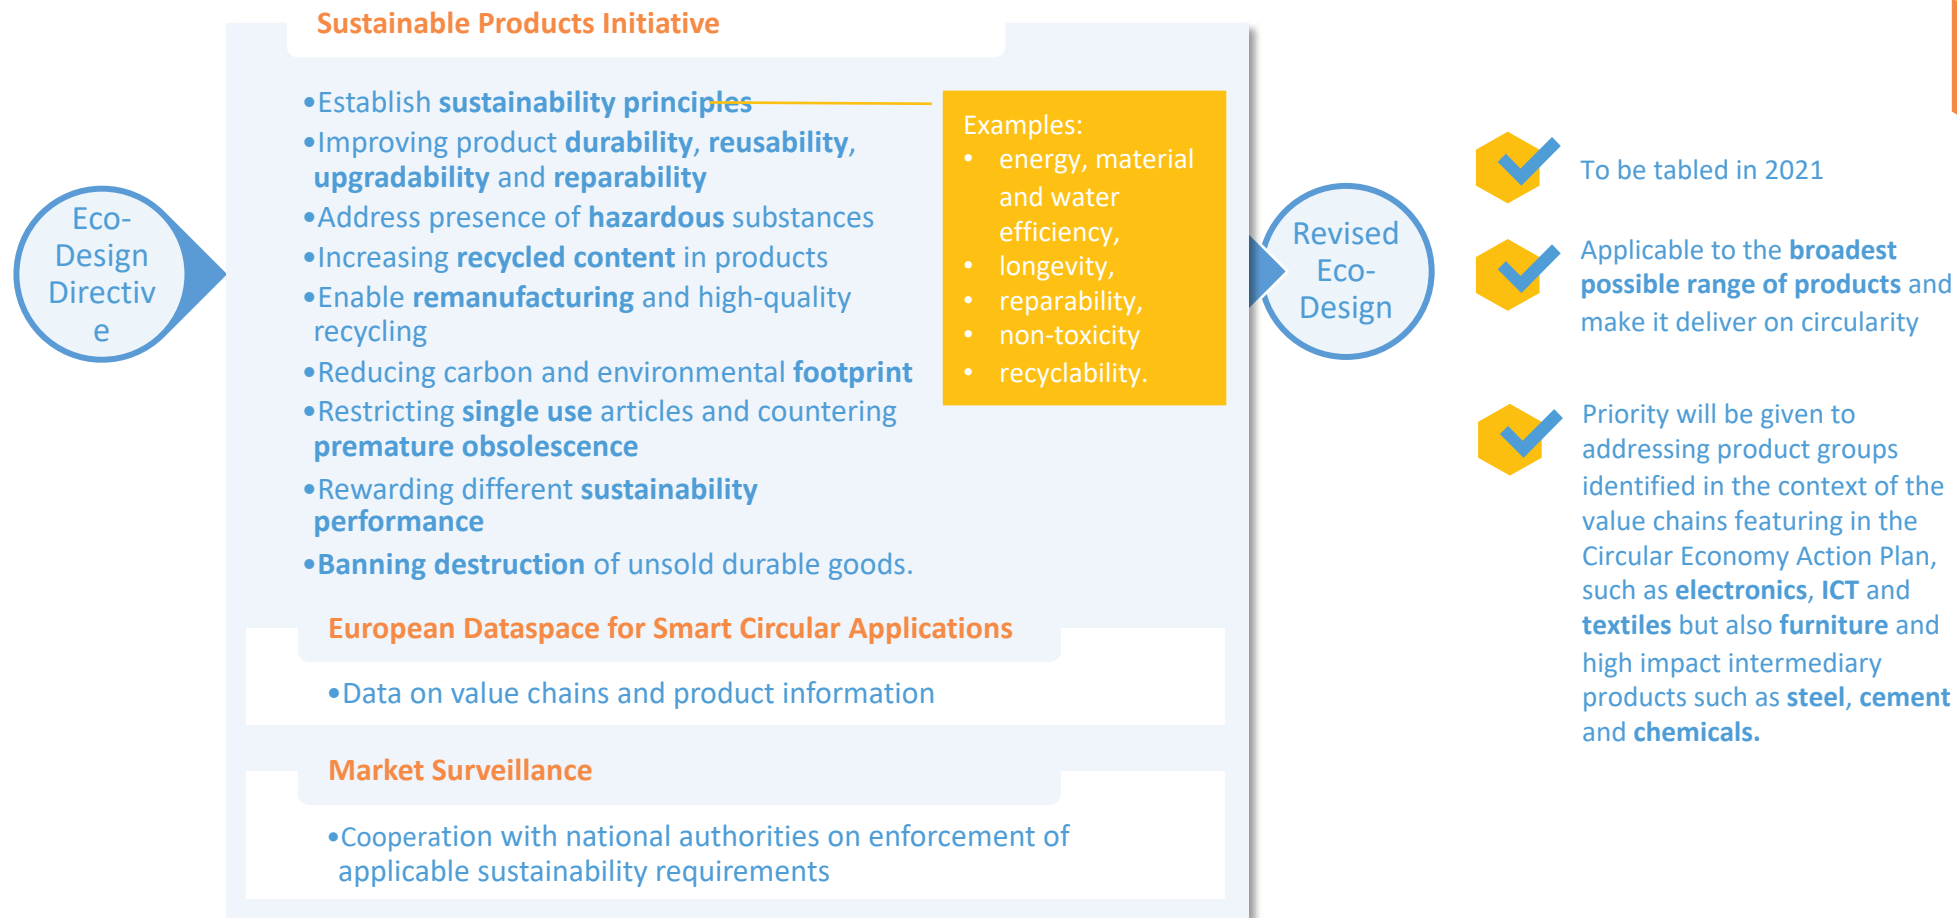 Sustainable Products Initiative
•Establish sustainability principles
•Improving product durability, reusability,
upgradability and reparability
•Address presence of hazardous substances
•Increasing recycled content in products
•Enable remanufacturing and high-quality
recycling
•Reducing carbon and environmental footprint
•Restricting single use articles and countering
premature obsolescence
•Rewarding different sustainability
performance
•Banning destruction of unsold durable goods.
Examples:
• energy, material
and water
efficiency,
• longevity,
• reparability,
• non-toxicity
• recyclability.
Eco-
Design
Directiv
e
European Dataspace for Smart Circular Applications
•Data on value chains and product information
Market Surveillance
•Cooperation with national authorities on enforcement of
applicable sustainability requirements
Revised
Eco-
Design
To be tabled in 2021
Applicable to the broadest
possible range of products and
make it deliver on circularity
Priority will be given to
addressing product groups
identified in the context of the
value chains featuring in the
Circular Economy Action Plan,
such as electronics, ICT and
textiles but also furniture and
high impact intermediary
products such as steel, cement
and chemicals.